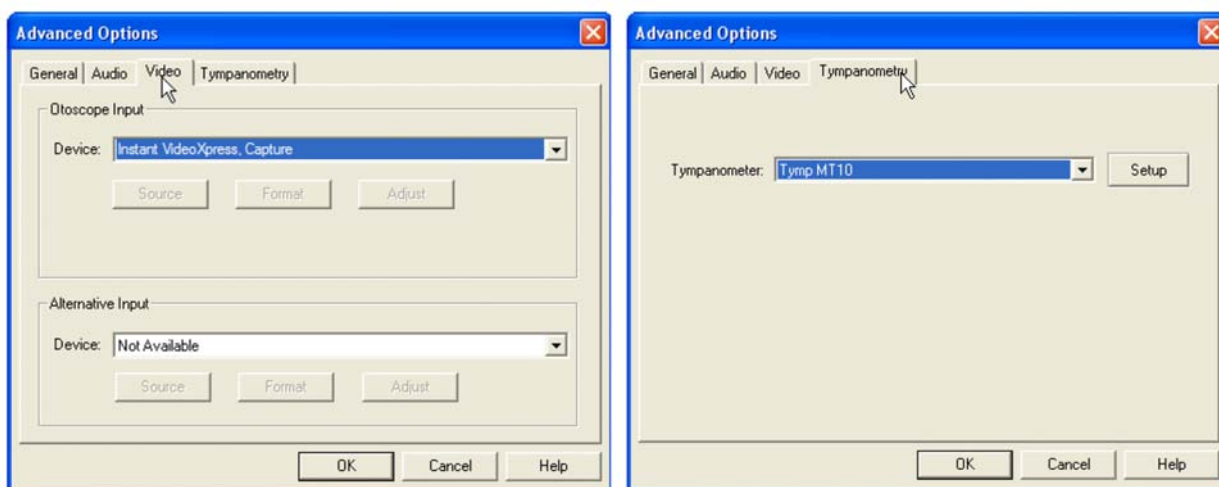 Advanced Options
General Audio Video Tympanometry
Otoscope Input
Device: Instant VideoXpress, Capture
Source Format Adjust
Alternative Input
Device: Not Available
Source Format Adjust
OK Cancel Help
Advanced Options
General Audio Video Tympanometry
Tympanometer: Tymp MT10 Setup
OK Cancel Help